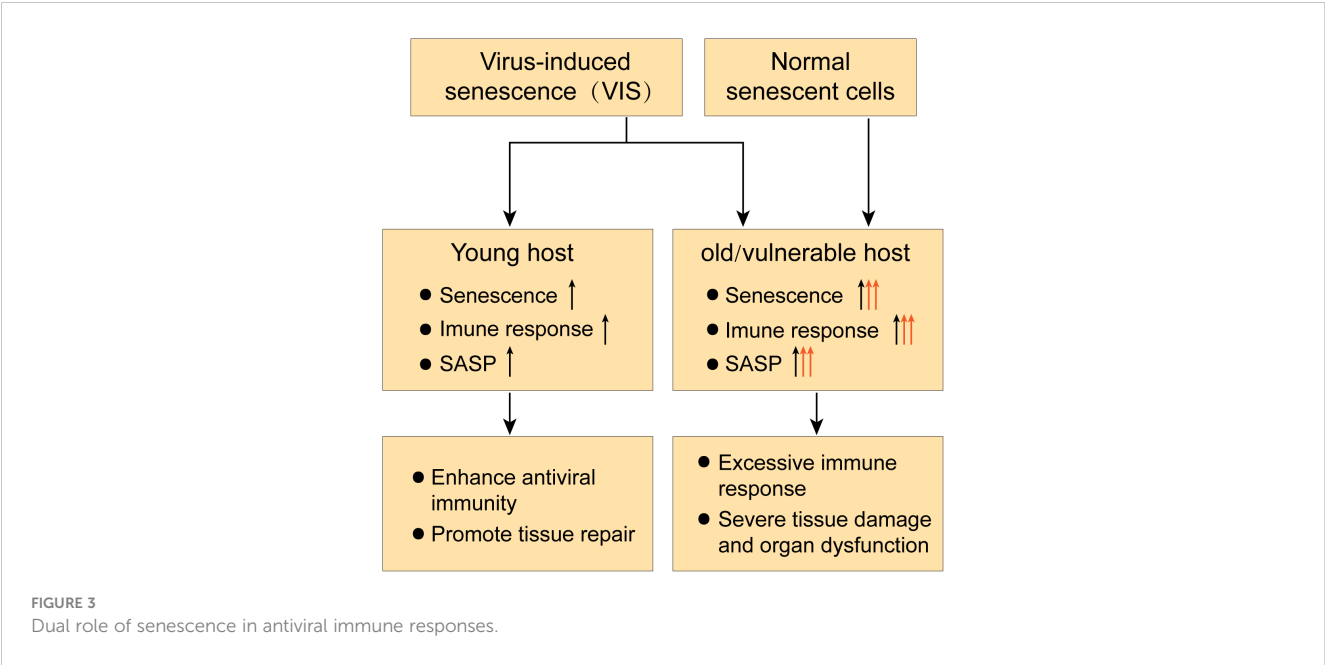 Virus-induced
senescence（VIS）
Normal
senescent cells
Young host
● Senescence ↑
● Imune response ↑
● SASP ↑
old/vulnerable host
● Senescence ↑↑↑
● Imune response ↑↑↑
● SASP ↑↑↑
● Enhance antiviral
immunity
● Promote tissue repair
● Excessive immune
response
● Severe tissue damage
and organ dysfunction
FIGURE 3
Dual role of senescence in antiviral immune responses.